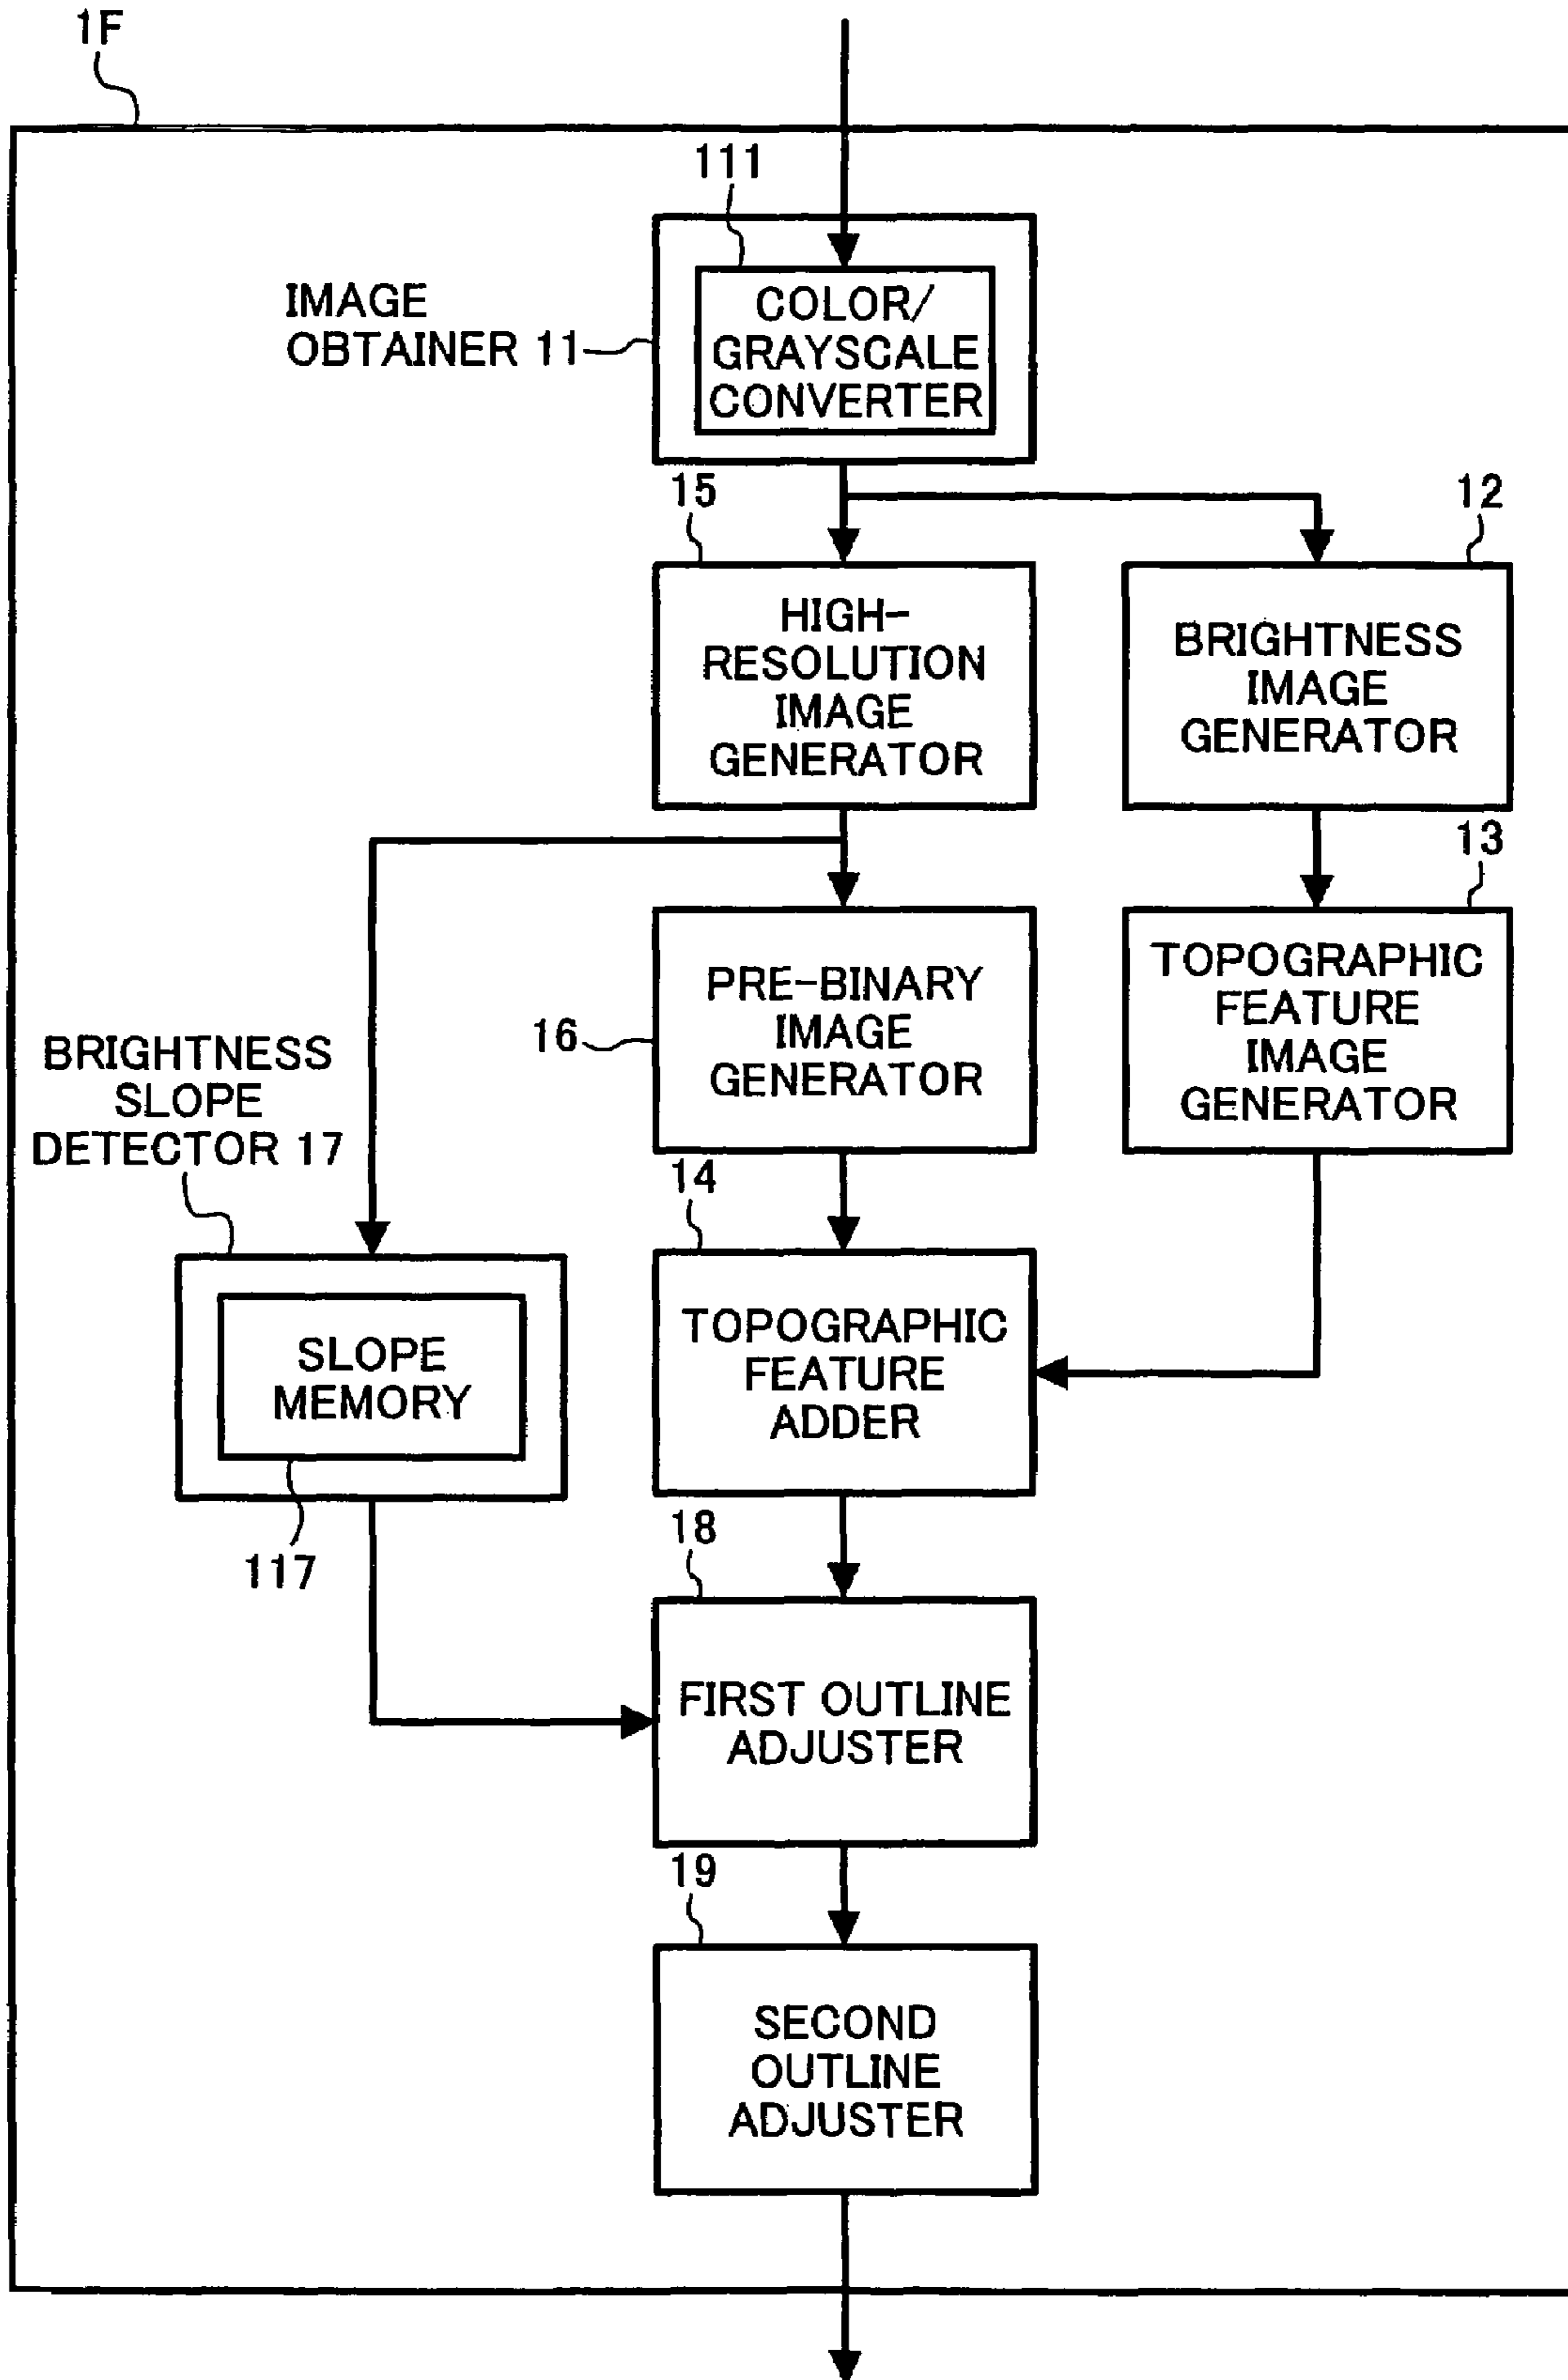 1F
111
IMAGE
OBTAINER 11
COLOR/
GRAYSCALE
CONVERTER
15
12
HIGH-
RESOLUTION
IMAGE
GENERATOR
BRIGHTNESS
IMAGE
GENERATOR
13
16
PRE-BINARY
IMAGE
GENERATOR
TOPOGRAPHIC
FEATURE
IMAGE
GENERATOR
BRIGHTNESS
SLOPE
DETECTOR 17
14
SLOPE
MEMORY
117
TOPOGRAPHIC
FEATURE
ADDER
18
FIRST OUTLINE
ADJUSTER
19
SECOND
OUTLINE
ADJUSTER